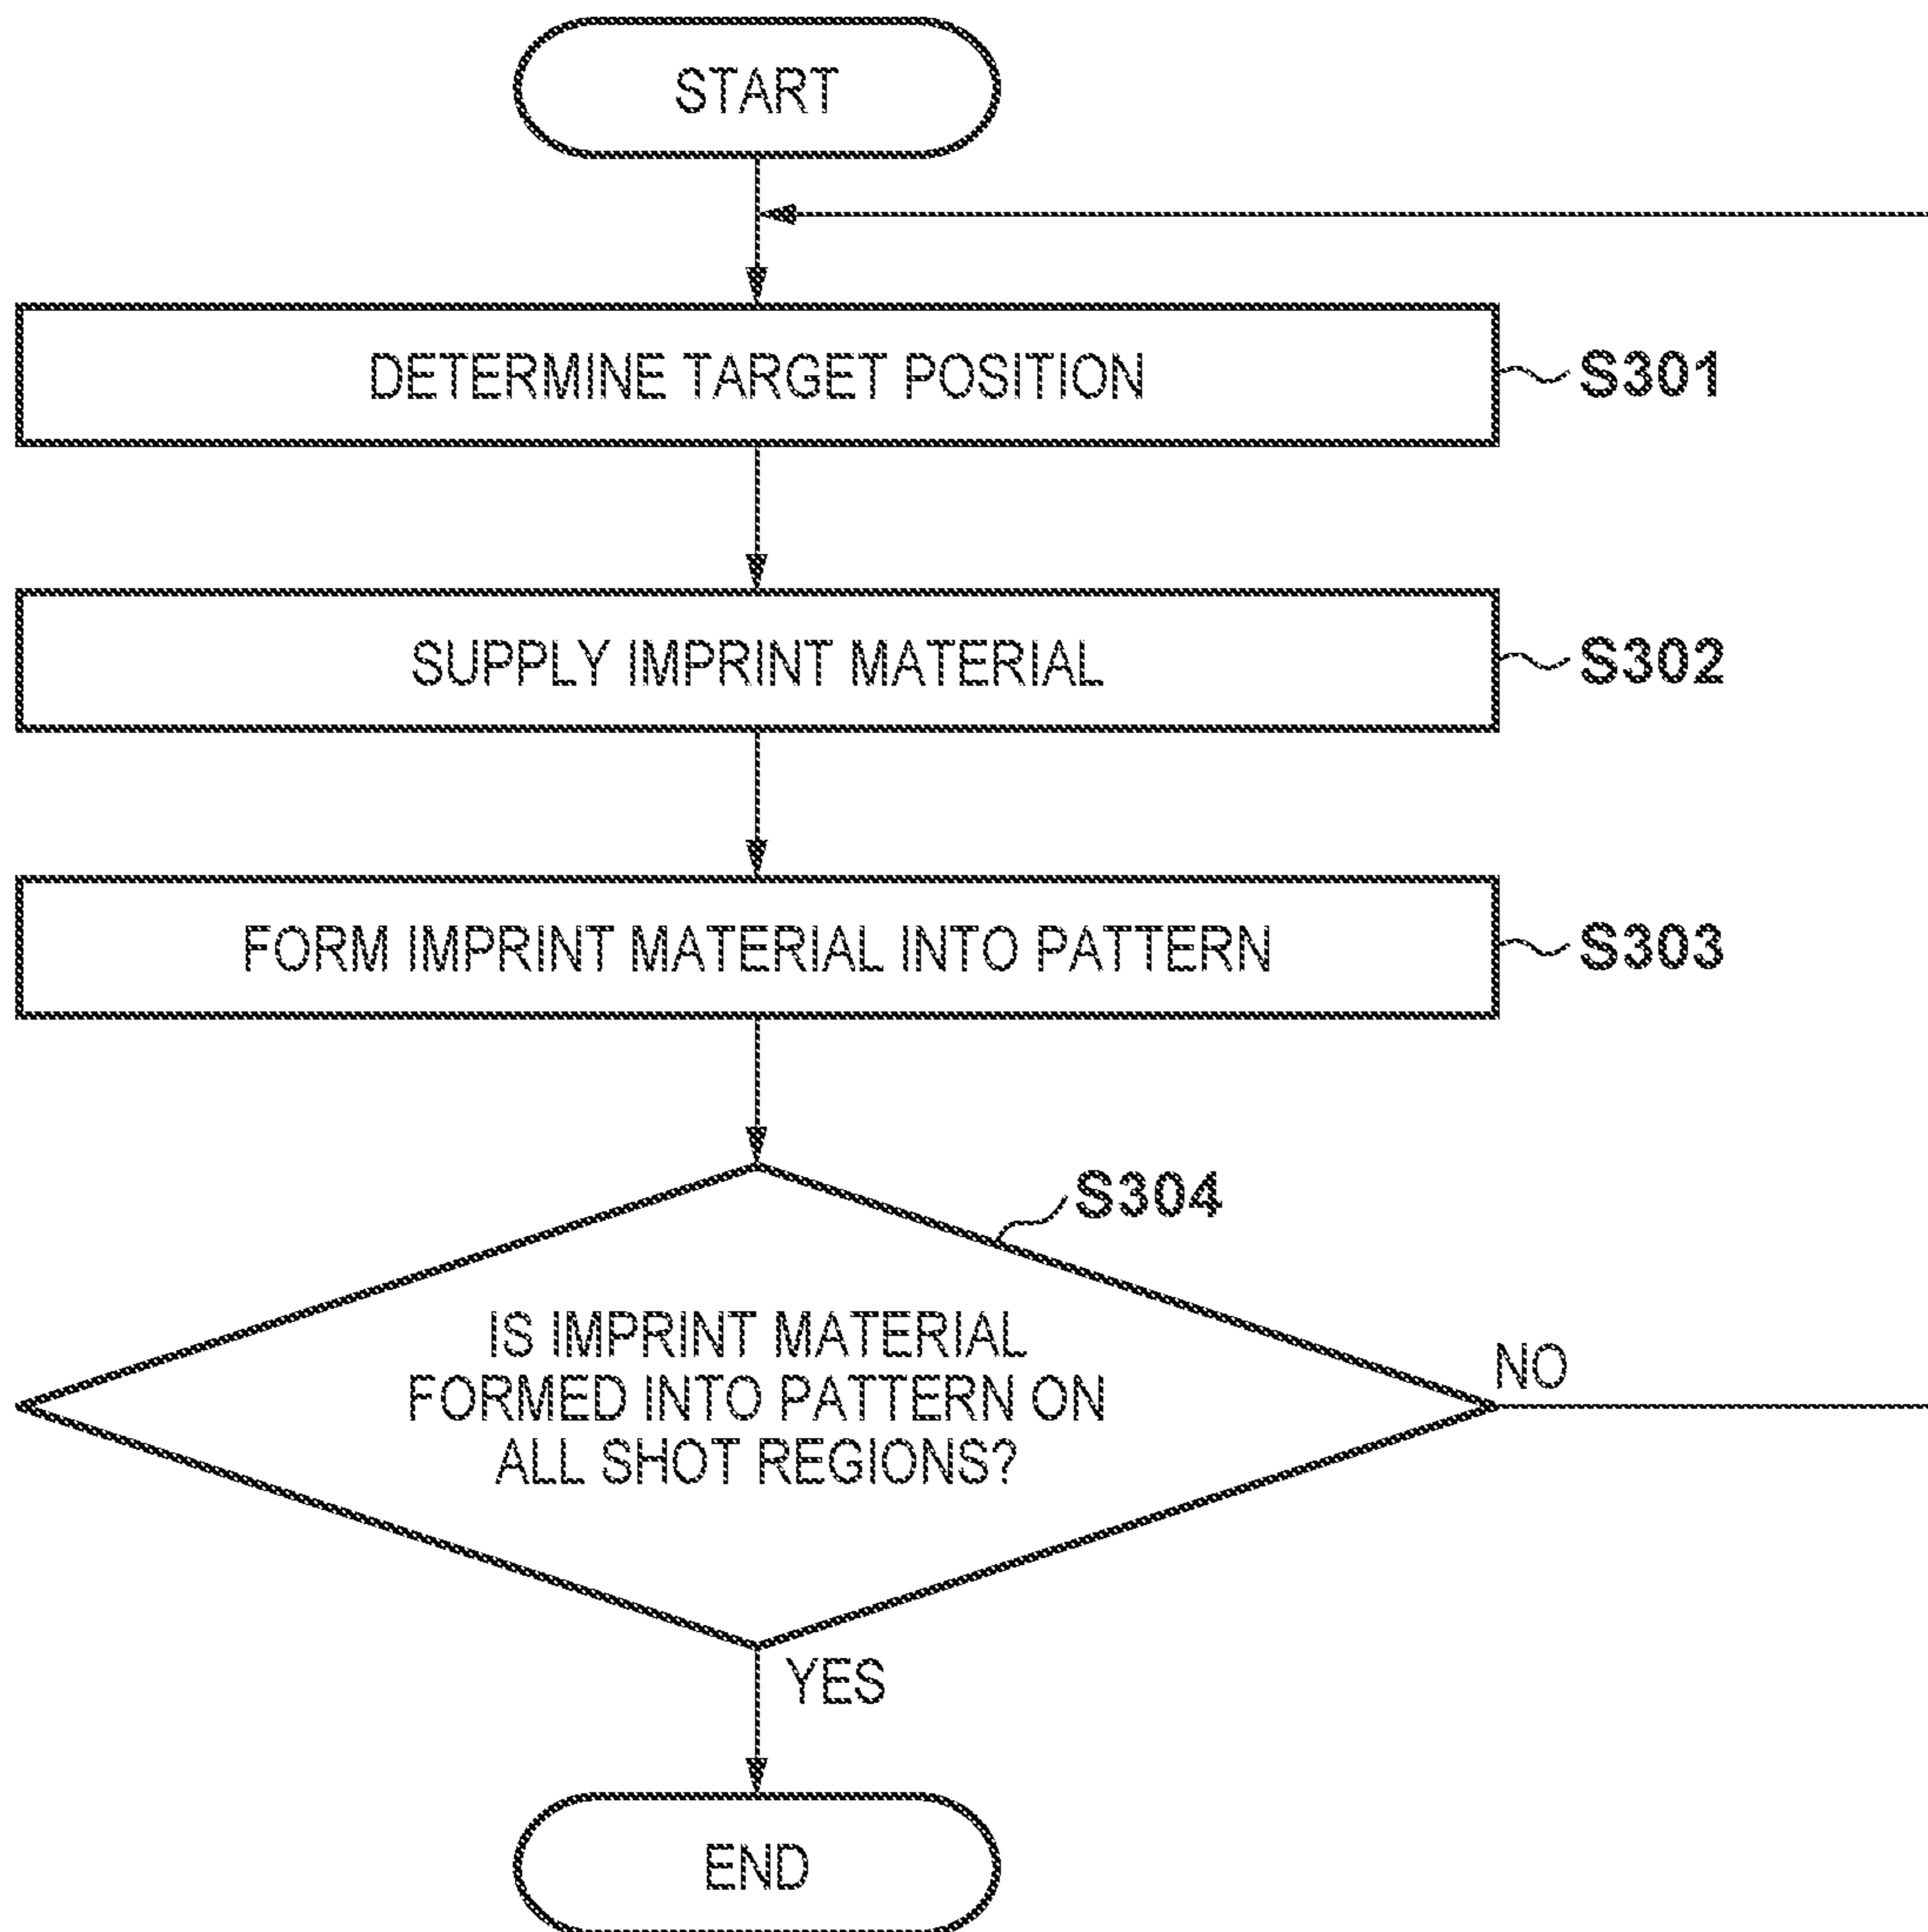 START
DETERMINE TARGET POSITION
S301
SUPPLY IMPRINT MATERIAL
S302
FORM IMPRINT MATERIAL INTO PATTERN
S303
S304
IS IMPRINT MATERIAL
FORMED INTO PATTERN ON
ALL SHOT REGIONS?
NO
YES
END